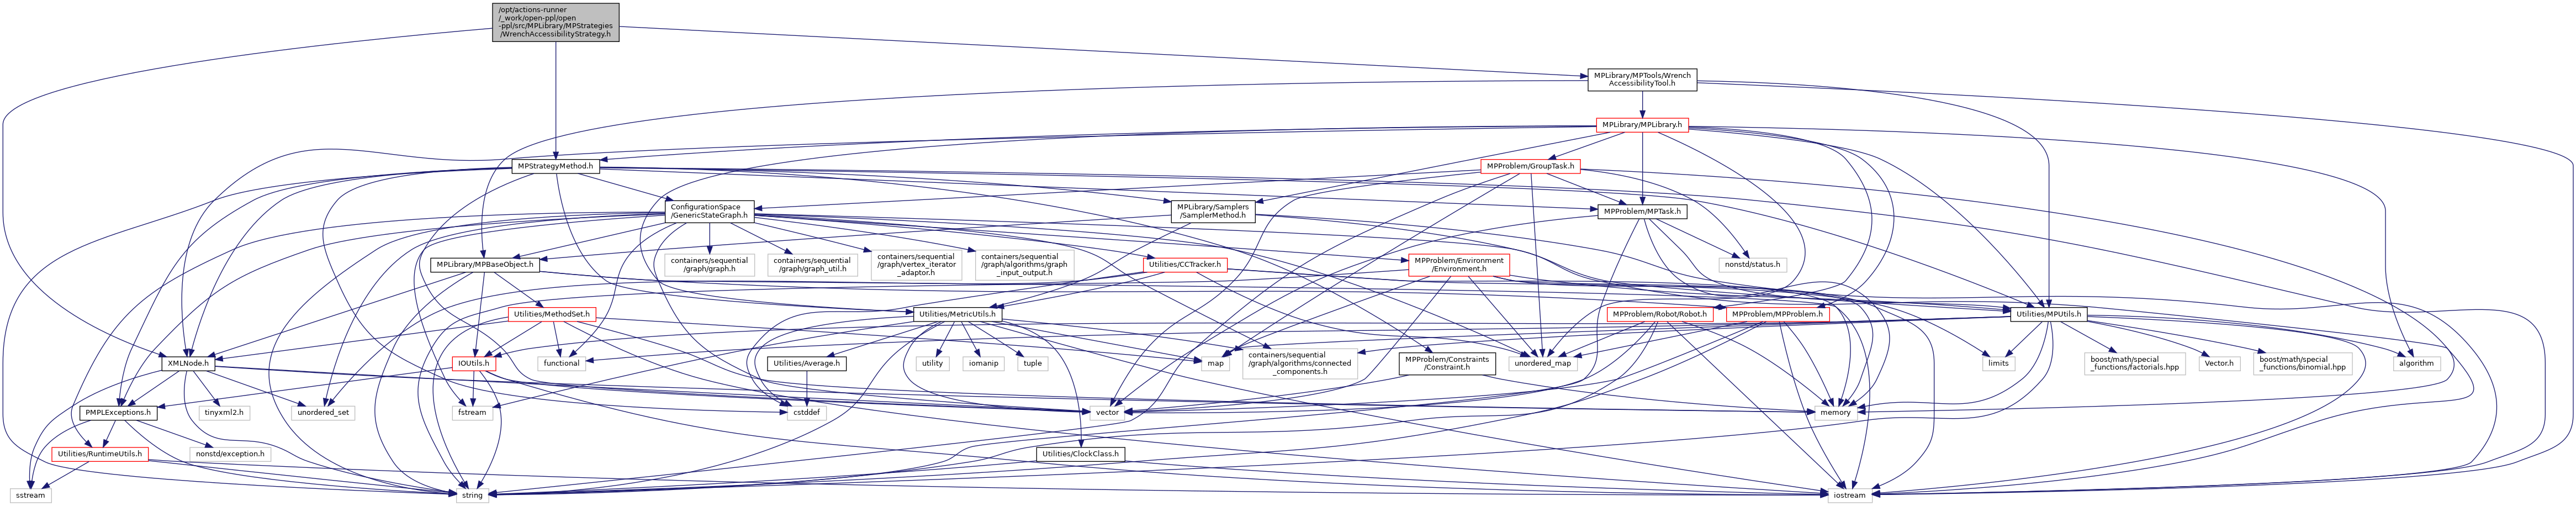 /opt/actions-runner
/_work/open-ppl/open
-ppl/src/MPLibrary/MPStrategies
/WrenchAccessibilityStrategy.h
MPLibrary/MPTools/Wrench
AccessibilityTool.h
MPLibrary/MPLibrary.h
MPStrategyMethod.h
MPProblem/GroupTask.h
ConfigurationSpace
/GenericStateGraph.h
MPLibrary/Samplers
/SamplerMethod.h
MPProblem/MPTask.h
MPLibrary/MPBaseObject.h
containers/sequential
/graph/graph.h
containers/sequential
/graph/graph_util.h
containers/sequential
/graph/vertex_iterator
_adaptor.h
containers/sequential
/graph/algorithms/graph
_input_output.h
Utilities/CCTracker.h
MPProblem/Environment
/Environment.h
nonstd/status.h
Utilities/MethodSet.h
Utilities/MetricUtils.h
MPProblem/Robot/Robot.h
MPProblem/MPProblem.h
Utilities/MPUtils.h
XMLNode.h
IOUtils.h
functional
Utilities/Average.h
utility
iomanip
tuple
map
containers/sequential
/graph/algorithms/connected
_components.h
MPProblem/Constraints
/Constraint.h
unordered_map
limits
boost/math/special
_functions/factorials.hpp
Vector.h
boost/math/special
_functions/binomial.hpp
algorithm
PMPLExceptions.h
tinyxml2.h
unordered_set
fstream
cstddef
vector
memory
Utilities/RuntimeUtils.h
nonstd/exception.h
Utilities/ClockClass.h
sstream
string
iostream